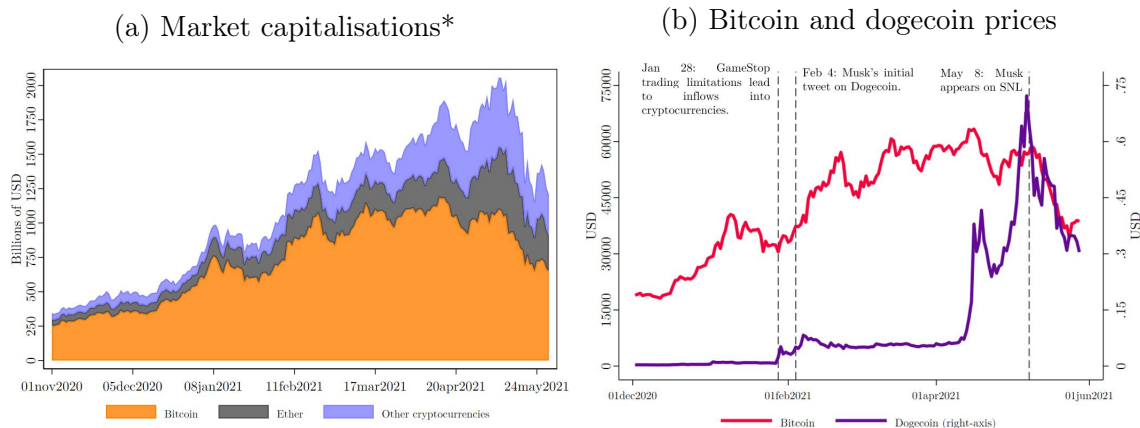 (a) Market capitalisations*
Billions of USD
2000
1750
1500
1250
1000
750
500
250
0
01nov2020 05dec2020 08jan2021 11feb2021 17mar2021 20apr2021 24may2021
Bitcoin Ether Other cryptocurrencies
(b) Bitcoin and dogecoin prices
Jan 28: GameStop
trading limitations lead
to inflows into
cryptocurrencies.
Feb 4: Musk's initial
tweet on Dogecoin.
May 8: Musk
appears on SNL
USD
75000
60000
45000
30000
15000
0
.75
.6
.45
.3
.15
0
USD
01dec2020 01feb2021 01apr2021 01jun2021
Bitcoin Dogecoin (right-axis)